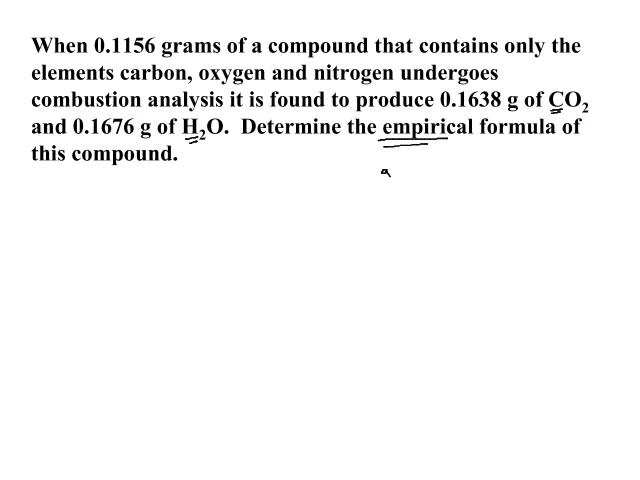 When 0.1156 grams of a compound that contains only the
elements carbon, oxygen and nitrogen undergoes
combustion analysis it is found to produce 0.1638 g of CO₂
and 0.1676 g of H₂O.  Determine the empirical formula of
this compound.